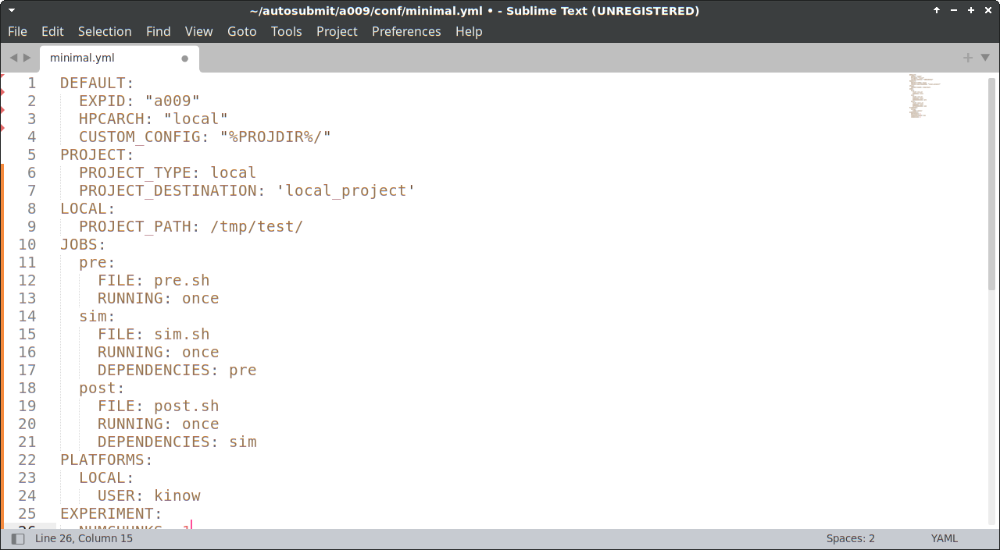 ~/autosubmit/a009/conf/minimal.yml • - Sublime Text (UNREGISTERED)
File Edit Selection Find View Goto Tools Project Preferences Help
minimal.yml
1 DEFAULT:
2 EXPID: "a009"
3 HPCARCH: "local"
4 CUSTOM_CONFIG: "%PROJDIR%/"
5 PROJECT:
6 PROJECT_TYPE: local
7 PROJECT_DESTINATION: 'local_project'
8 LOCAL:
9 PROJECT_PATH: /tmp/test/
10 JOBS:
11 pre:
12 FILE: pre.sh
13 RUNNING: once
14 sim:
15 FILE: sim.sh
16 RUNNING: once
17 DEPENDENCIES: pre
18 post:
19 FILE: post.sh
20 RUNNING: once
21 DEPENDENCIES: sim
22 PLATFORMS:
23 LOCAL:
24 USER: kinow
25 EXPERIMENT:
26 NUMCHUNKS: 1
Line 26, Column 15 Spaces: 2 YAML